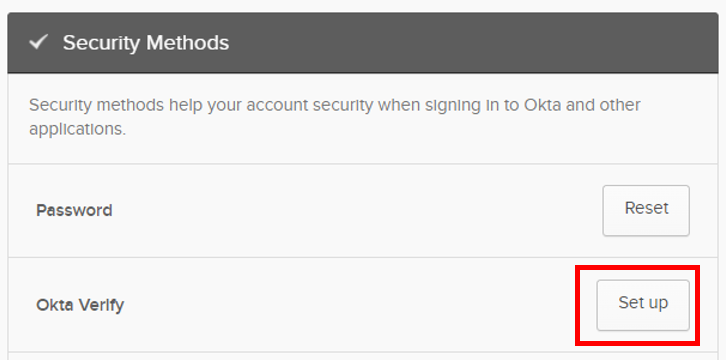 Security Methods
Security methods help your account security when signing in to Okta and other
applications.
Password
Reset
Okta Verify
Set up